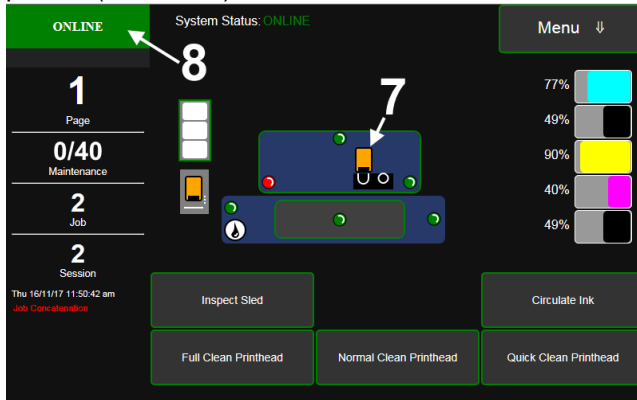 ONLINE
System Status: ONLINE
Menu ⇓
8
7
1
Page
0/40
Maintenance
2
Job
2
Session
Thu 16/11/17 11:50:42 am
Job Concatenation
77%
49%
90%
40%
49%
Inspect Sled
Circulate Ink
Full Clean Printhead
Normal Clean Printhead
Quick Clean Printhead